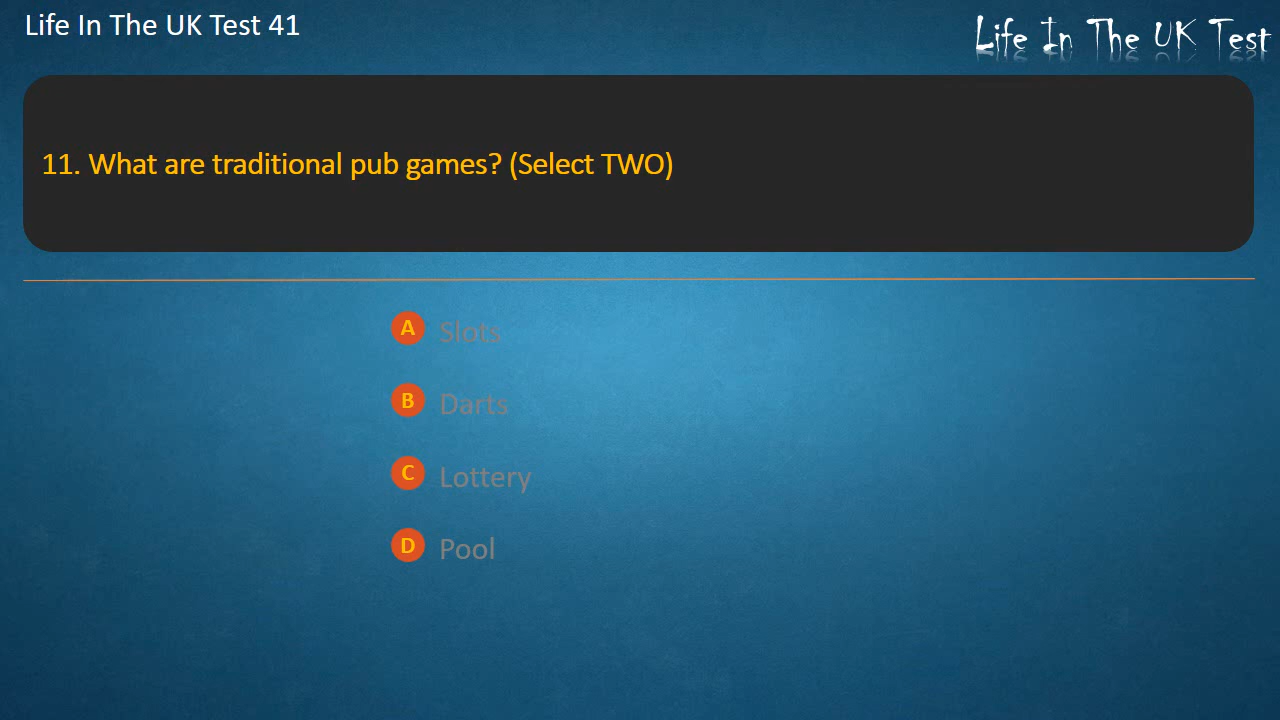 Life In The UK Test 41
Life In The UK Test
11. What are traditional pub games? (Select TWO)
A Slots
B Darts
C Lottery
D Pool